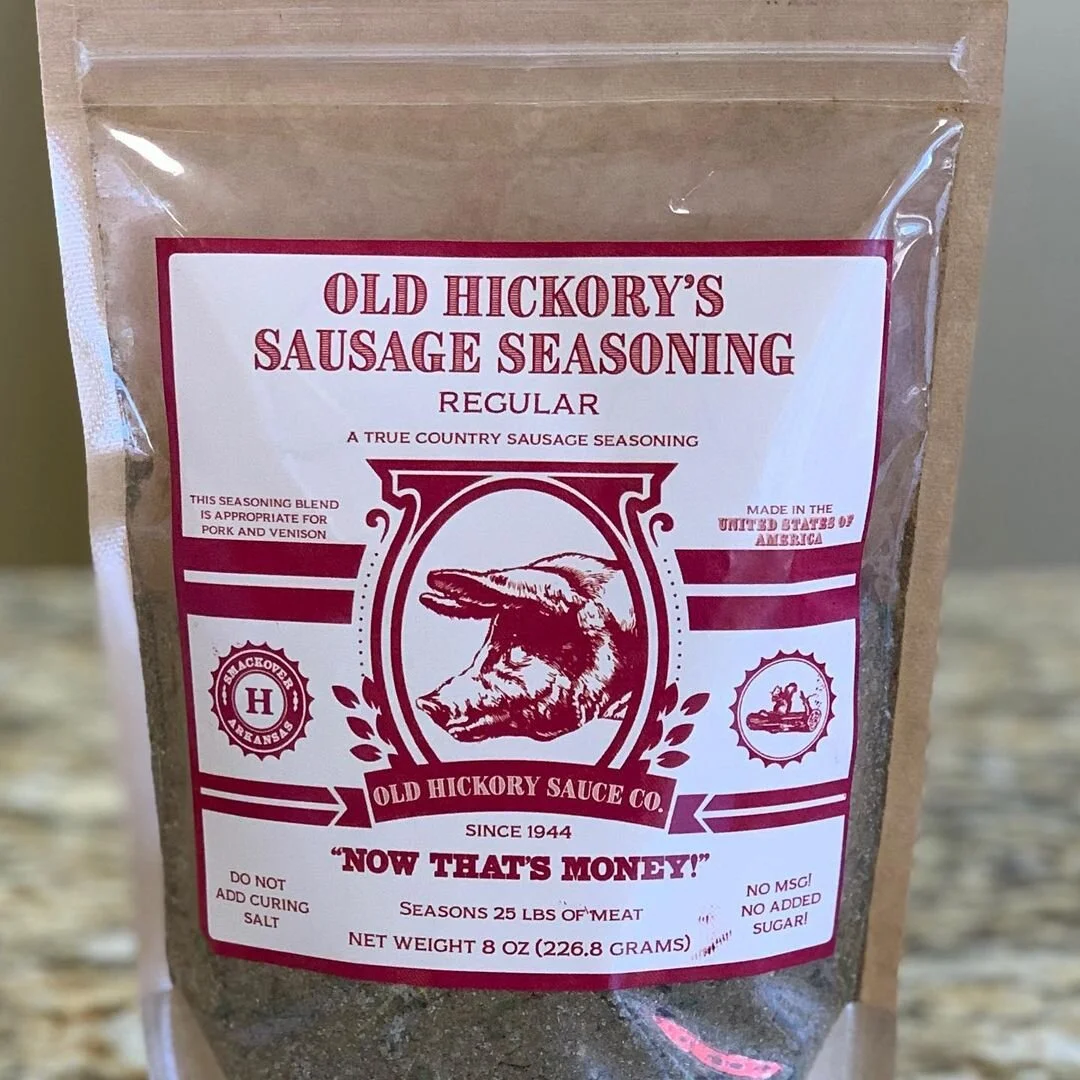 OLD HICKORY'S
SAUSAGE SEASONING
REGULAR
A TRUE COUNTRY SAUSAGE SEASONING
THIS SEASONING BLEND
IS APPROPRIATE FOR
PORK AND VENISON
MADE IN THE
UNITED STATES OF
AMERICA
SMACKOVER
H
ARKANSAS
OLD HICKORY SAUCE CO.
SINCE 1944
"NOW THAT'S MONEY!"
DO NOT
ADD CURING
SALT
SEASONS 25 LBS OF MEAT
NET WEIGHT 8 OZ (226.8 GRAMS)
NO MSG!
NO ADDED
SUGAR!